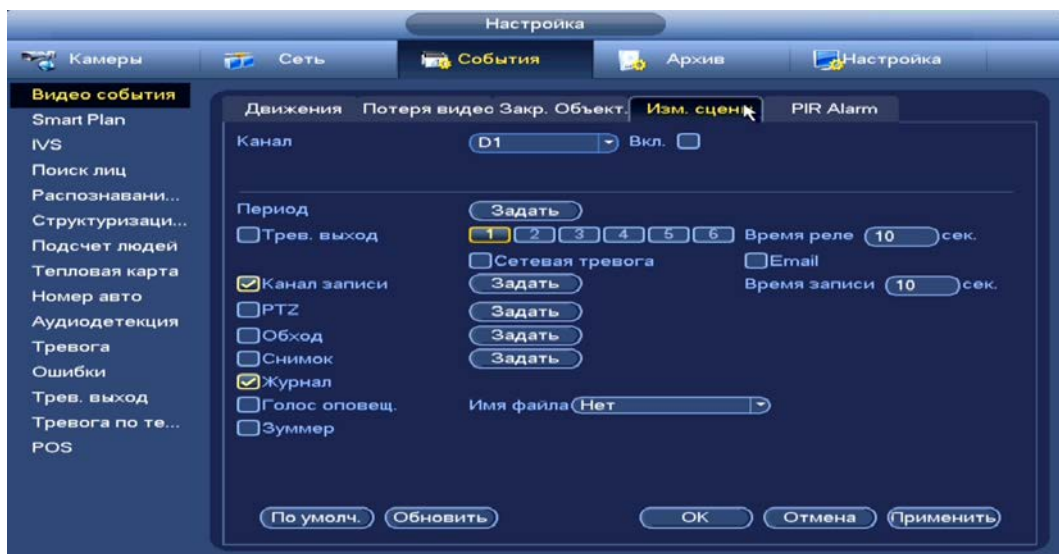 Настройка
Камеры Сеть События Архив Настройка
Видео события
Smart Plan
IVS
Поиск лиц
Распознавани...
Структуризаци...
Подсчет людей
Тепловая карта
Номер авто
Аудиодетекция
Тревога
Ошибки
Трев. выход
Тревога по те...
POS
Движения Потеря видео Закр. Объект. Изм. сцены PIR Alarm
Канал D1 Вкл.
Период Задать
Трев. выход 1 2 3 4 5 6 Время реле 10 сек.
Сетевая тревога Email
Канал записи Задать Время записи 10 сек.
PTZ Задать
Обход Задать
Снимок Задать
Журнал
Голос оповещ. Имя файла Нет
Зуммер
По умолч. Обновить ОК Отмена Применить